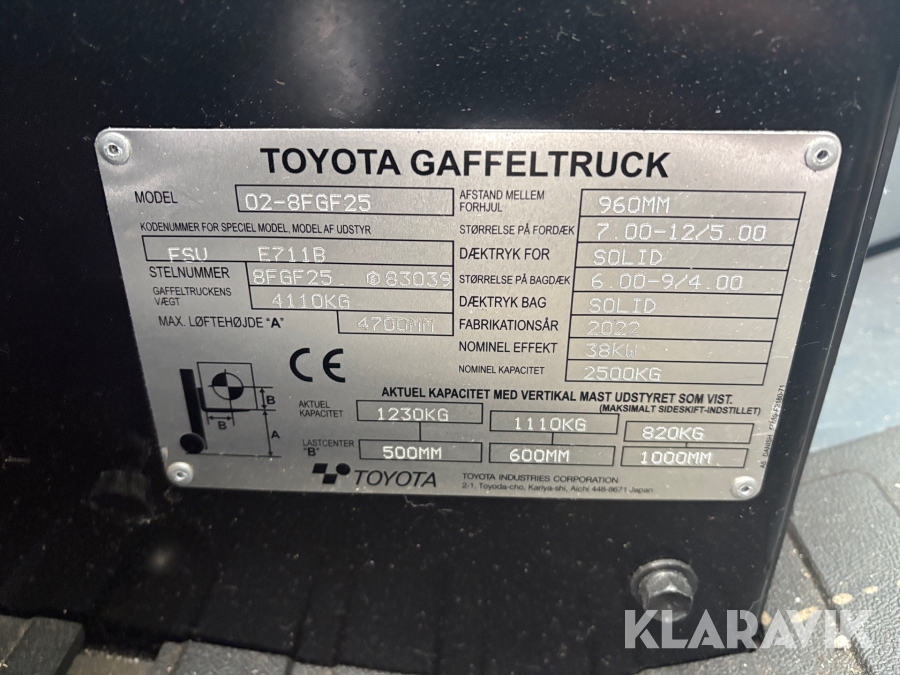 TOYOTA GAFFELTRUCK
MODEL 02-8FGF25
KODENUMMER FOR SPECIEL MODEL, MODEL AF UDSTYR
FSV E711B
STELNUMMER 8FGF25 83039
GAFFELTRUCKENS VÆGT 4110KG
MAX. LØFTEHØJDE "A" 4700MM
AFSTAND MELLEM FORHJUL 960MM
STØRRELSE PÅ FORDÆK 7.00-12/5.00
DÆKTRYK FOR SOLID
STØRRELSE PÅ BAGDÆK 6.00-9/4.00
DÆKTRYK BAG SOLID
FABRIKATIONSÅR 2022
NOMINEL EFFEKT 38KW
NOMINEL KAPACITET 2500KG
CE
B
B
A
AKTUEL KAPACITET MED VERTIKAL MAST UDSTYRET SOM VIST.
(MAKSIMALT SIDESKIFT-INDSTILLET)
AKTUEL KAPACITET 1230KG 1110KG 820KG
LASTCENTER "B" 500MM 600MM 1000MM
TOYOTA
TOYOTA INDUSTRIES CORPORATION
2-1, Toyoda-cho, Kariya-shi, Aichi 448-8671 Japan
KLARAVIK